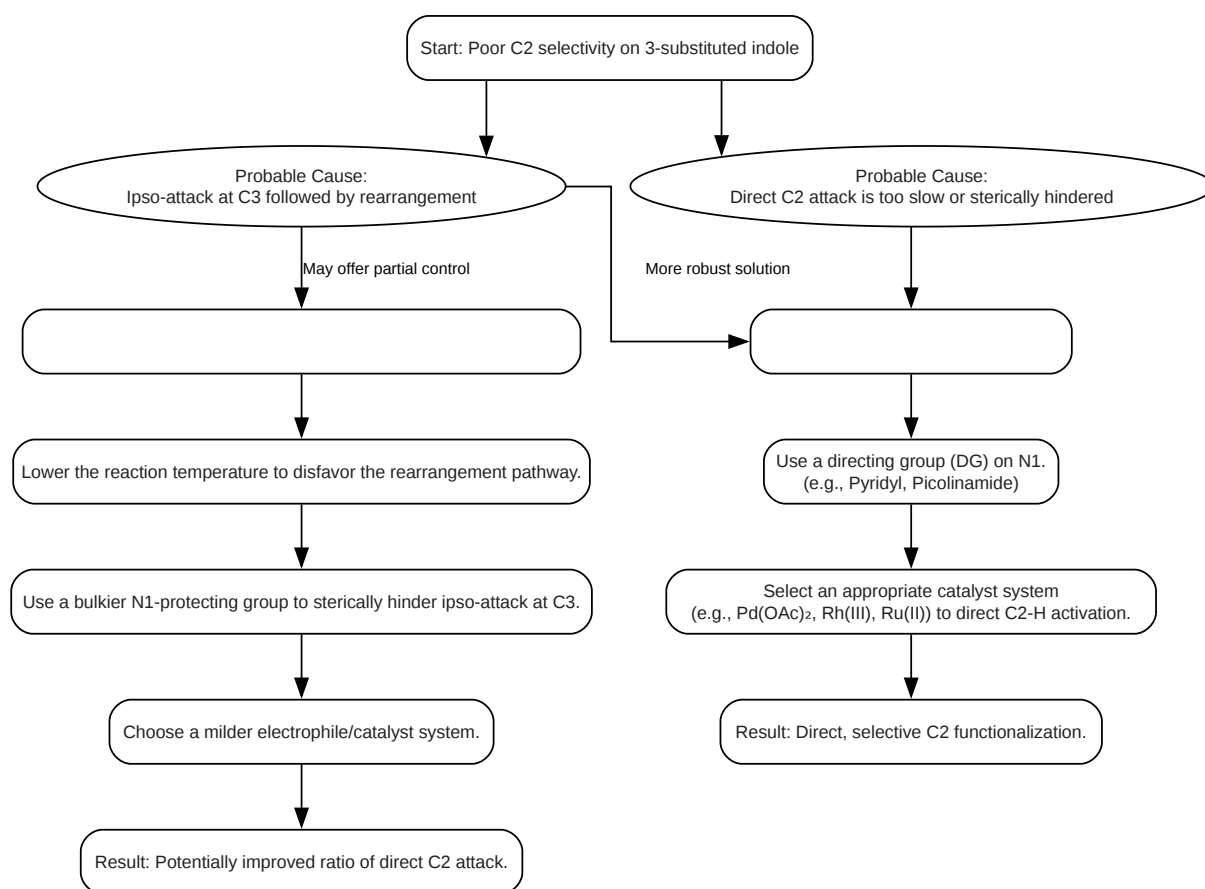 Start: Poor C2 selectivity on 3-substituted indole
Probable Cause:
Ipso-attack at C3 followed by rearrangement
Probable Cause:
Direct C2 attack is too slow or sterically hindered
May offer partial control
More robust solution
Lower the reaction temperature to disfavor the rearrangement pathway.
Use a directing group (DG) on N1.
(e.g., Pyridyl, Picolinamide)
Use a bulkier N1-protecting group to sterically hinder ipso-attack at C3.
Select an appropriate catalyst system
(e.g., Pd(OAc)₂, Rh(III), Ru(II)) to direct C2-H activation.
Choose a milder electrophile/catalyst system.
Result: Direct, selective C2 functionalization.
Result: Potentially improved ratio of direct C2 attack.